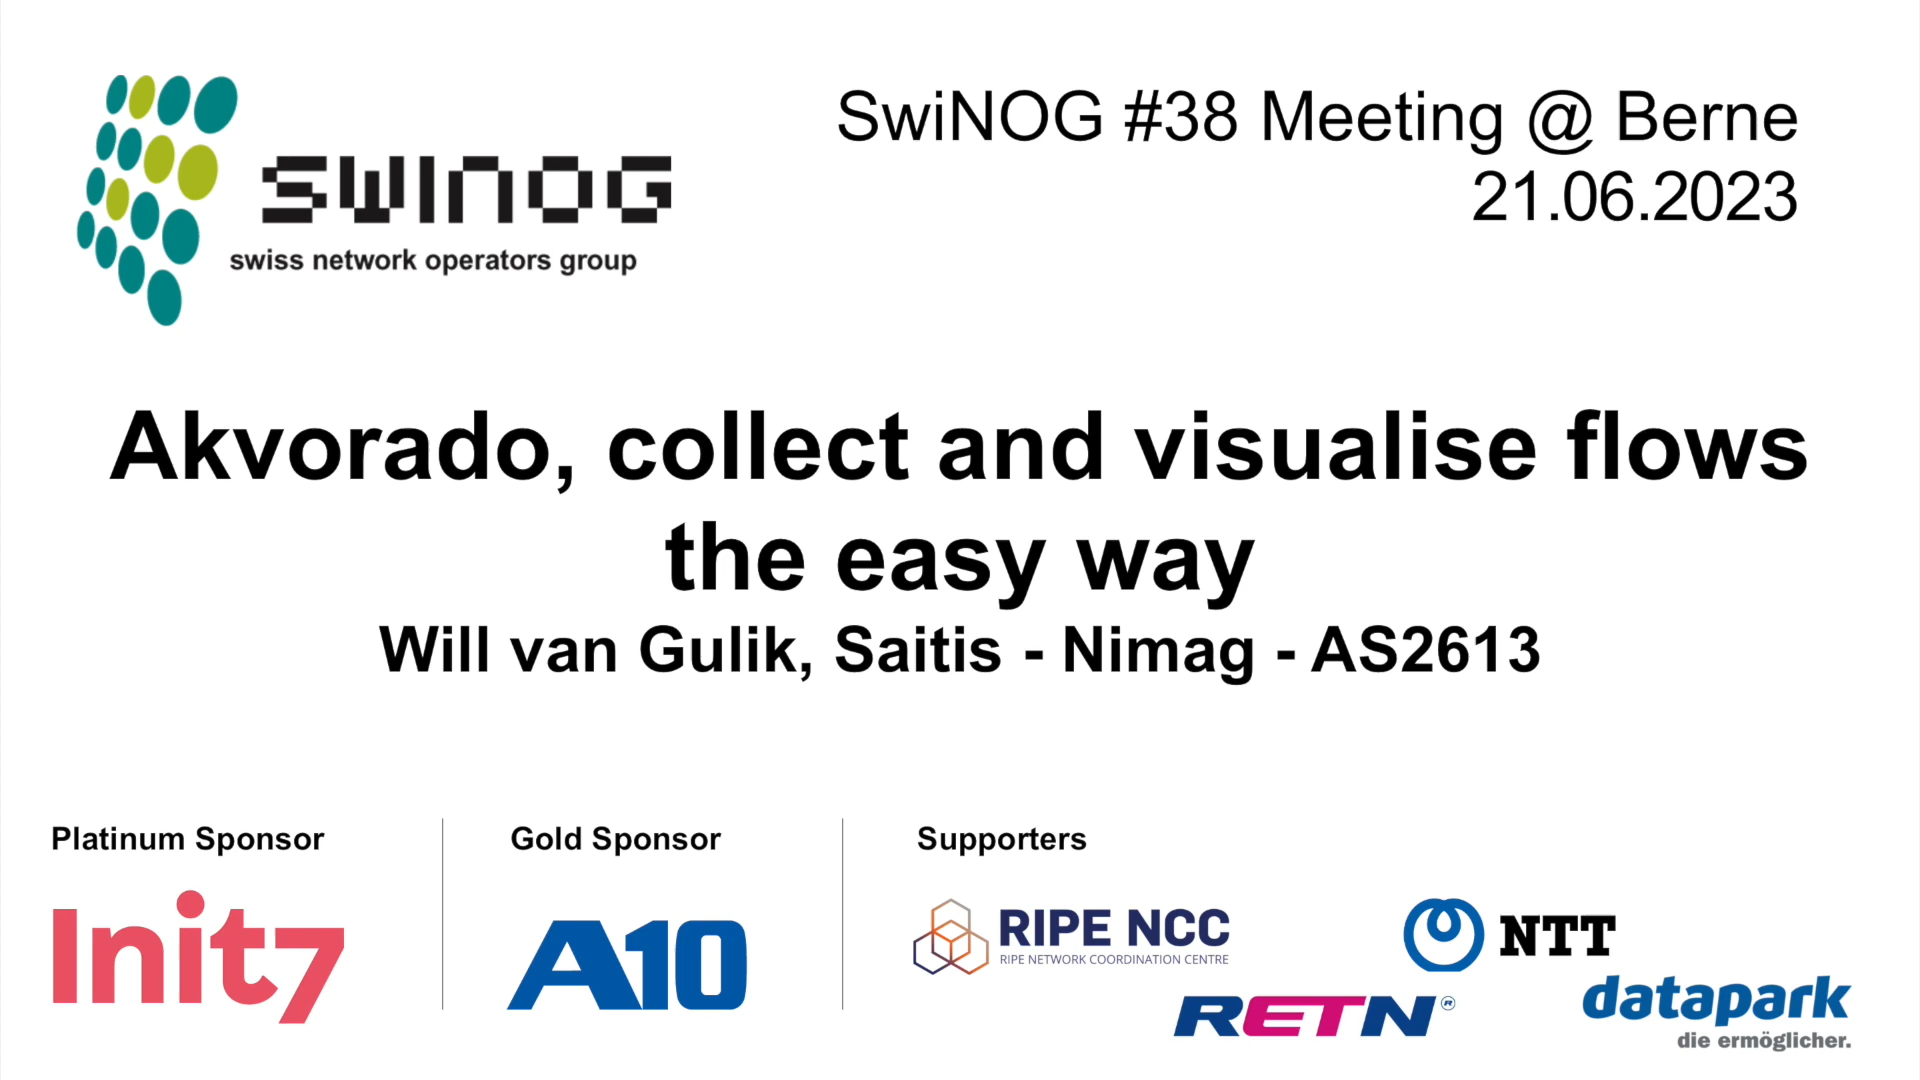 swinog
swiss network operators group
SwiNOG #38 Meeting @ Berne
21.06.2023
Akvorado, collect and visualise flows
the easy way
Will van Gulik, Saitis - Nimag - AS2613
Platinum Sponsor
Init7
Gold Sponsor
A10
Supporters
RIPE NCC
RIPE NETWORK COORDINATION CENTRE
NTT
RETN®
datapark
die ermöglicher.